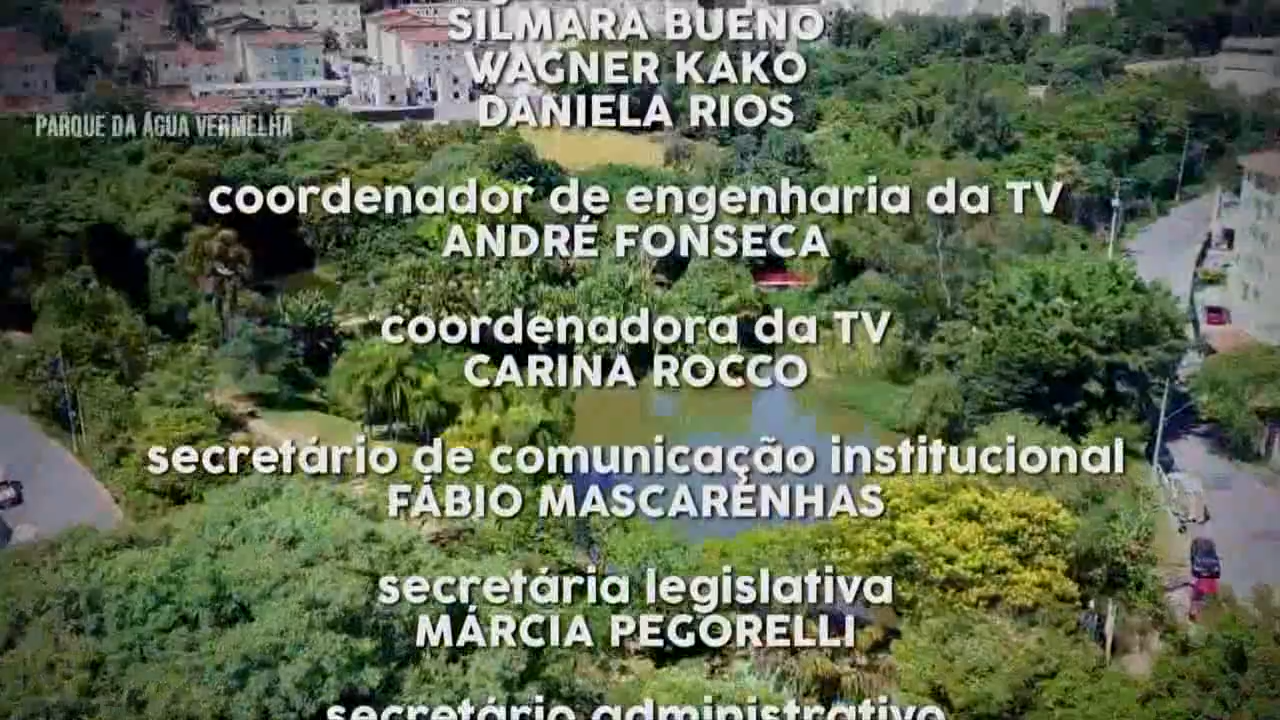 SILMARA BUENO
WAGNER KAKO
DANIELA RIOS
PARQUE DA ÁGUA VERMELHA
coordenador de engenharia da TV
ANDRÉ FONSECA
coordenadora da TV
CARINA ROCCO
secretário de comunicação institucional
FÁBIO MASCARENHAS
secretária legislativa
MÁRCIA PEGORELLI
secretário administrativo